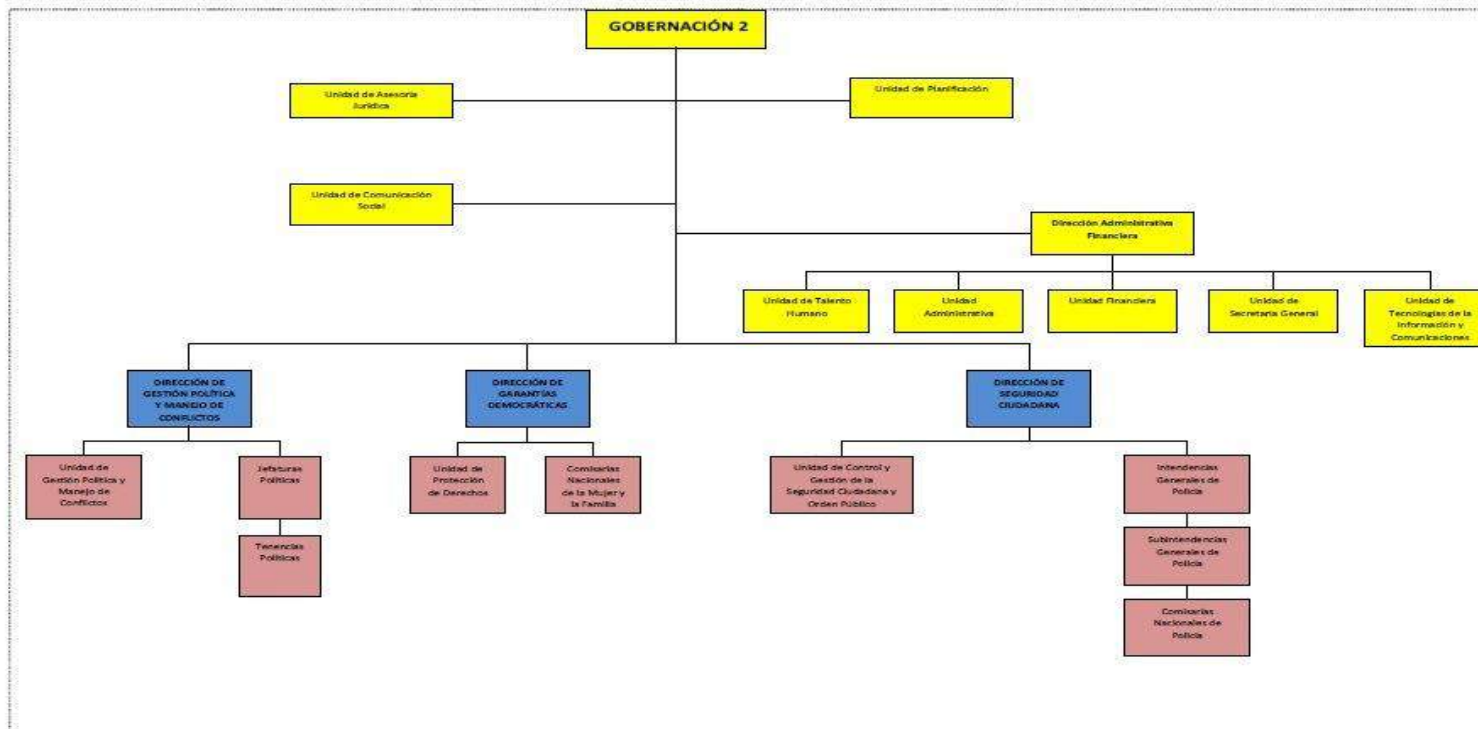 GOBERNACIÓN 2
Unidad de Asesoría
Jurídica
Unidad de Planificación
Unidad de Comunicación
Social
Dirección Administrativa
Financiera
Unidad de Talento
Humano
Unidad
Administrativa
Unidad Financiera
Unidad de
Secretaría General
Unidad de
Tecnologías de la
Información y
Comunicaciones
DIRECCIÓN DE
GESTIÓN POLÍTICA
Y MANEJO DE
CONFLICTOS
DIRECCIÓN DE
GARANTÍAS
DEMOCRÁTICAS
DIRECCIÓN DE
SEGURIDAD
CIUDADANA
Unidad de
Gestión Política y
Manejo de
Conflictos
Jefaturas
Políticas
Unidad de
Protección
de Derechos
Comisarías
Nacionales
de la Mujer y
la Familia
Unidad de Control y
Gestión de la
Seguridad Ciudadana y
Orden Público
Intendencias
Generales de
Policía
Tenencias
Políticas
Subintendencias
Generales de
Policía
Comisarías
Nacionales de
Policía